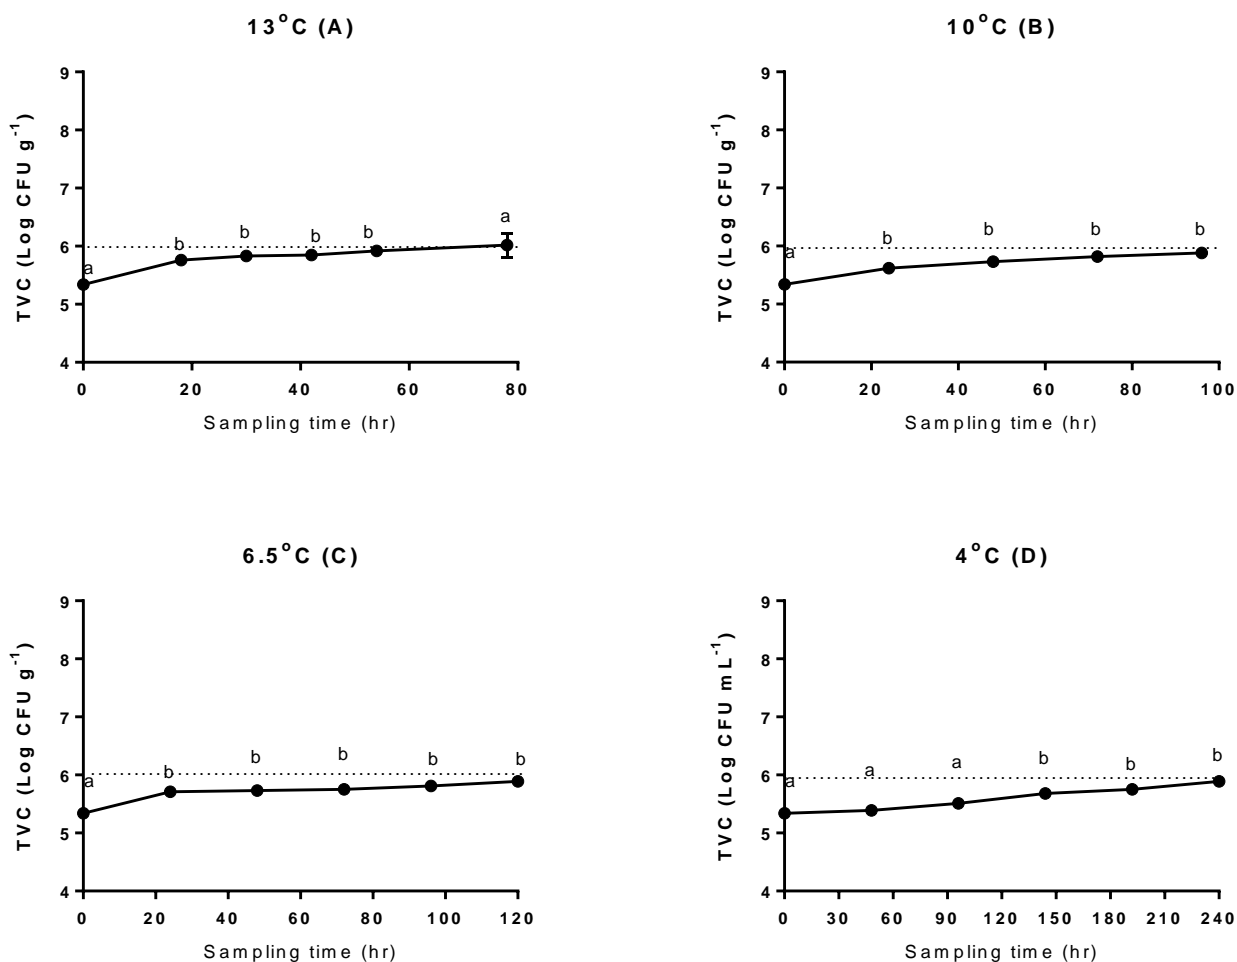 13°C (A)
TVC (Log CFU g-1)
9
8
7
6
5
4
a
b
b
b
b
a
0
20
40
60
80
Sampling time (hr)
10°C (B)
TVC (Log CFU g-1)
9
8
7
6
5
4
a
b
b
b
b
0
20
40
60
80
100
Sampling time (hr)
6.5°C (C)
TVC (Log CFU g-1)
9
8
7
6
5
4
a
b
b
b
b
b
0
20
40
60
80
100
120
Sampling time (hr)
4°C (D)
TVC (Log CFU mL-1)
9
8
7
6
5
4
a
a
a
b
b
b
0
30
60
90
120
150
180
210
240
Sampling time (hr)